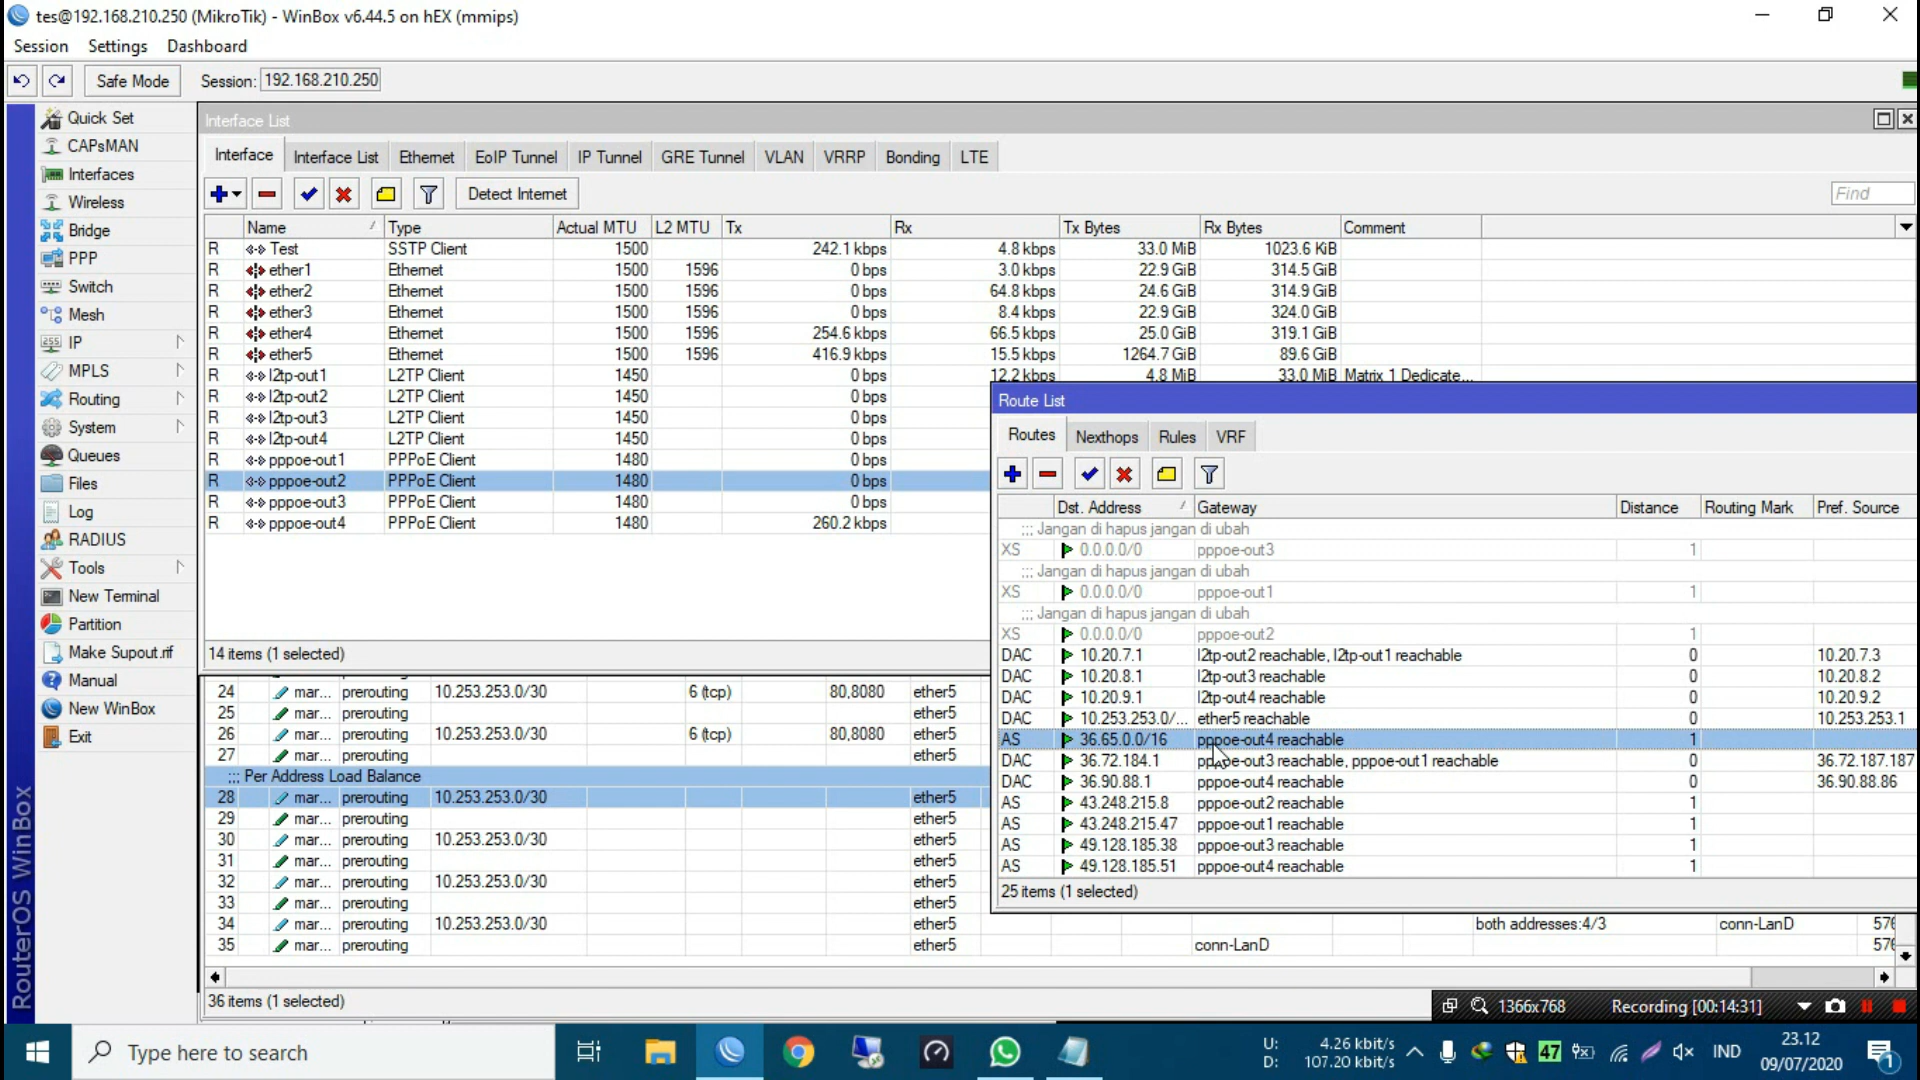 tes@192.168.210.250 (MikroTik) - WinBox v6.44.5 on hEX (mmips)
Session Settings Dashboard
Safe Mode Session: 192.168.210.250
Quick Set
CAPsMAN
Interfaces
Wireless
Bridge
PPP
Switch
Mesh
IP
MPLS
Routing
System
Queues
Files
Log
RADIUS
Tools
New Terminal
Partition
Make Supout.rif
Manual
New WinBox
Exit
RouterOS WinBox
Interface List
Interface Interface List Ethernet EoIP Tunnel IP Tunnel GRE Tunnel VLAN VRRP Bonding LTE
Detect Internet Find
Name Type Actual MTU L2 MTU Tx Rx Tx Bytes Rx Bytes Comment
R Test SSTP Client 1500 242.1 kbps 4.8 kbps 33.0 MiB 1023.6 KiB
R ether1 Ethernet 1500 1596 0 bps 3.0 kbps 22.9 GiB 314.5 GiB
R ether2 Ethernet 1500 1596 0 bps 64.8 kbps 24.6 GiB 314.9 GiB
R ether3 Ethernet 1500 1596 0 bps 8.4 kbps 22.9 GiB 324.0 GiB
R ether4 Ethernet 1500 1596 254.6 kbps 66.5 kbps 25.0 GiB 319.1 GiB
R ether5 Ethernet 1500 1596 416.9 kbps 15.5 kbps 1264.7 GiB 89.6 GiB
R l2tp-out1 L2TP Client 1450 0 bps 12.2 kbps 4.8 MiB 33.0 MiB Matrix 1 Dedicate...
R l2tp-out2 L2TP Client 1450 0 bps
R l2tp-out3 L2TP Client 1450 0 bps
R l2tp-out4 L2TP Client 1450 0 bps
R pppoe-out1 PPPoE Client 1480 0 bps
R pppoe-out2 PPPoE Client 1480 0 bps
R pppoe-out3 PPPoE Client 1480 0 bps
R pppoe-out4 PPPoE Client 1480 260.2 kbps
14 items (1 selected)
Route List
Routes Nexthops Rules VRF
Dst. Address Gateway Distance Routing Mark Pref. Source
;;; Jangan di hapus jangan di ubah
XS 0.0.0.0/0 pppoe-out3 1
;;; Jangan di hapus jangan di ubah
XS 0.0.0.0/0 pppoe-out1 1
;;; Jangan di hapus jangan di ubah
XS 0.0.0.0/0 pppoe-out2 1
DAC 10.20.7.1 l2tp-out2 reachable, l2tp-out1 reachable 0 10.20.7.3
DAC 10.20.8.1 l2tp-out3 reachable 0 10.20.8.2
DAC 10.20.9.1 l2tp-out4 reachable 0 10.20.9.2
DAC 10.253.253.0/... ether5 reachable 0 10.253.253.1
AS 36.65.0.0/16 pppoe-out4 reachable 1
DAC 36.72.184.1 pppoe-out3 reachable, pppoe-out1 reachable 0 36.72.187.187
DAC 36.90.88.1 pppoe-out4 reachable 0 36.90.88.86
AS 43.248.215.8 pppoe-out2 reachable 1
AS 43.248.215.47 pppoe-out1 reachable 1
AS 49.128.185.38 pppoe-out3 reachable 1
AS 49.128.185.51 pppoe-out4 reachable 1
25 items (1 selected)
24 mar... prerouting 10.253.253.0/30 6 (tcp) 80,8080 ether5
25 mar... prerouting ether5
26 mar... prerouting 10.253.253.0/30 6 (tcp) 80,8080 ether5
27 mar... prerouting ether5
;;; Per Address Load Balance
28 mar... prerouting 10.253.253.0/30 ether5
29 mar... prerouting ether5
30 mar... prerouting 10.253.253.0/30 ether5
31 mar... prerouting ether5
32 mar... prerouting 10.253.253.0/30 ether5
33 mar... prerouting ether5
34 mar... prerouting 10.253.253.0/30 ether5 both addresses:4/3 conn-LanD 576
35 mar... prerouting ether5 conn-LanD 576
36 items (1 selected)
1366x768 Recording [00:14:31]
Type here to search
U: 4.26 kbit/s
D: 107.20 kbit/s
47
IND
23.12
09/07/2020
1